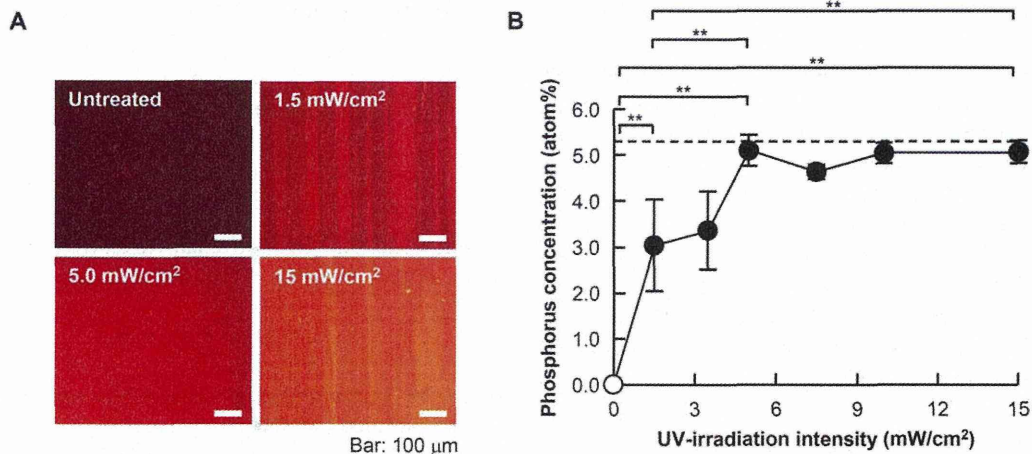 A
Untreated
1.5 mW/cm²
5.0 mW/cm²
15 mW/cm²
Bar: 100 μm
B
**
**
**
**
**
Phosphorus concentration (atom%)
6.0
5.0
4.0
3.0
2.0
1.0
0.0
0 3 6 9 12 15
UV-irradiation intensity (mW/cm²)